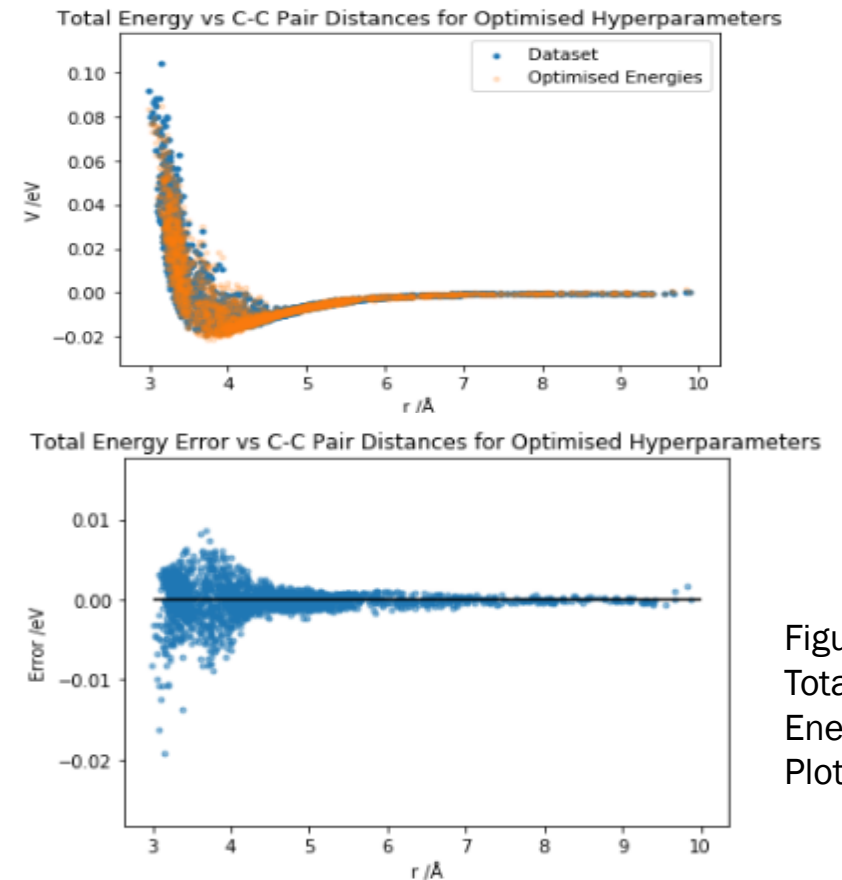 Total Energy vs C-C Pair Distances for Optimised Hyperparameters
Dataset
Optimised Energies
0.10
0.08
0.06
0.04
0.02
0.00
−0.02
V /eV
3 4 5 6 7 8 9 10
r /Å
Total Energy Error vs C-C Pair Distances for Optimised Hyperparameters
0.01
0.00
−0.01
−0.02
Error /eV
3 4 5 6 7 8 9 10
r /Å
Figu
Tota
Ene
Plot